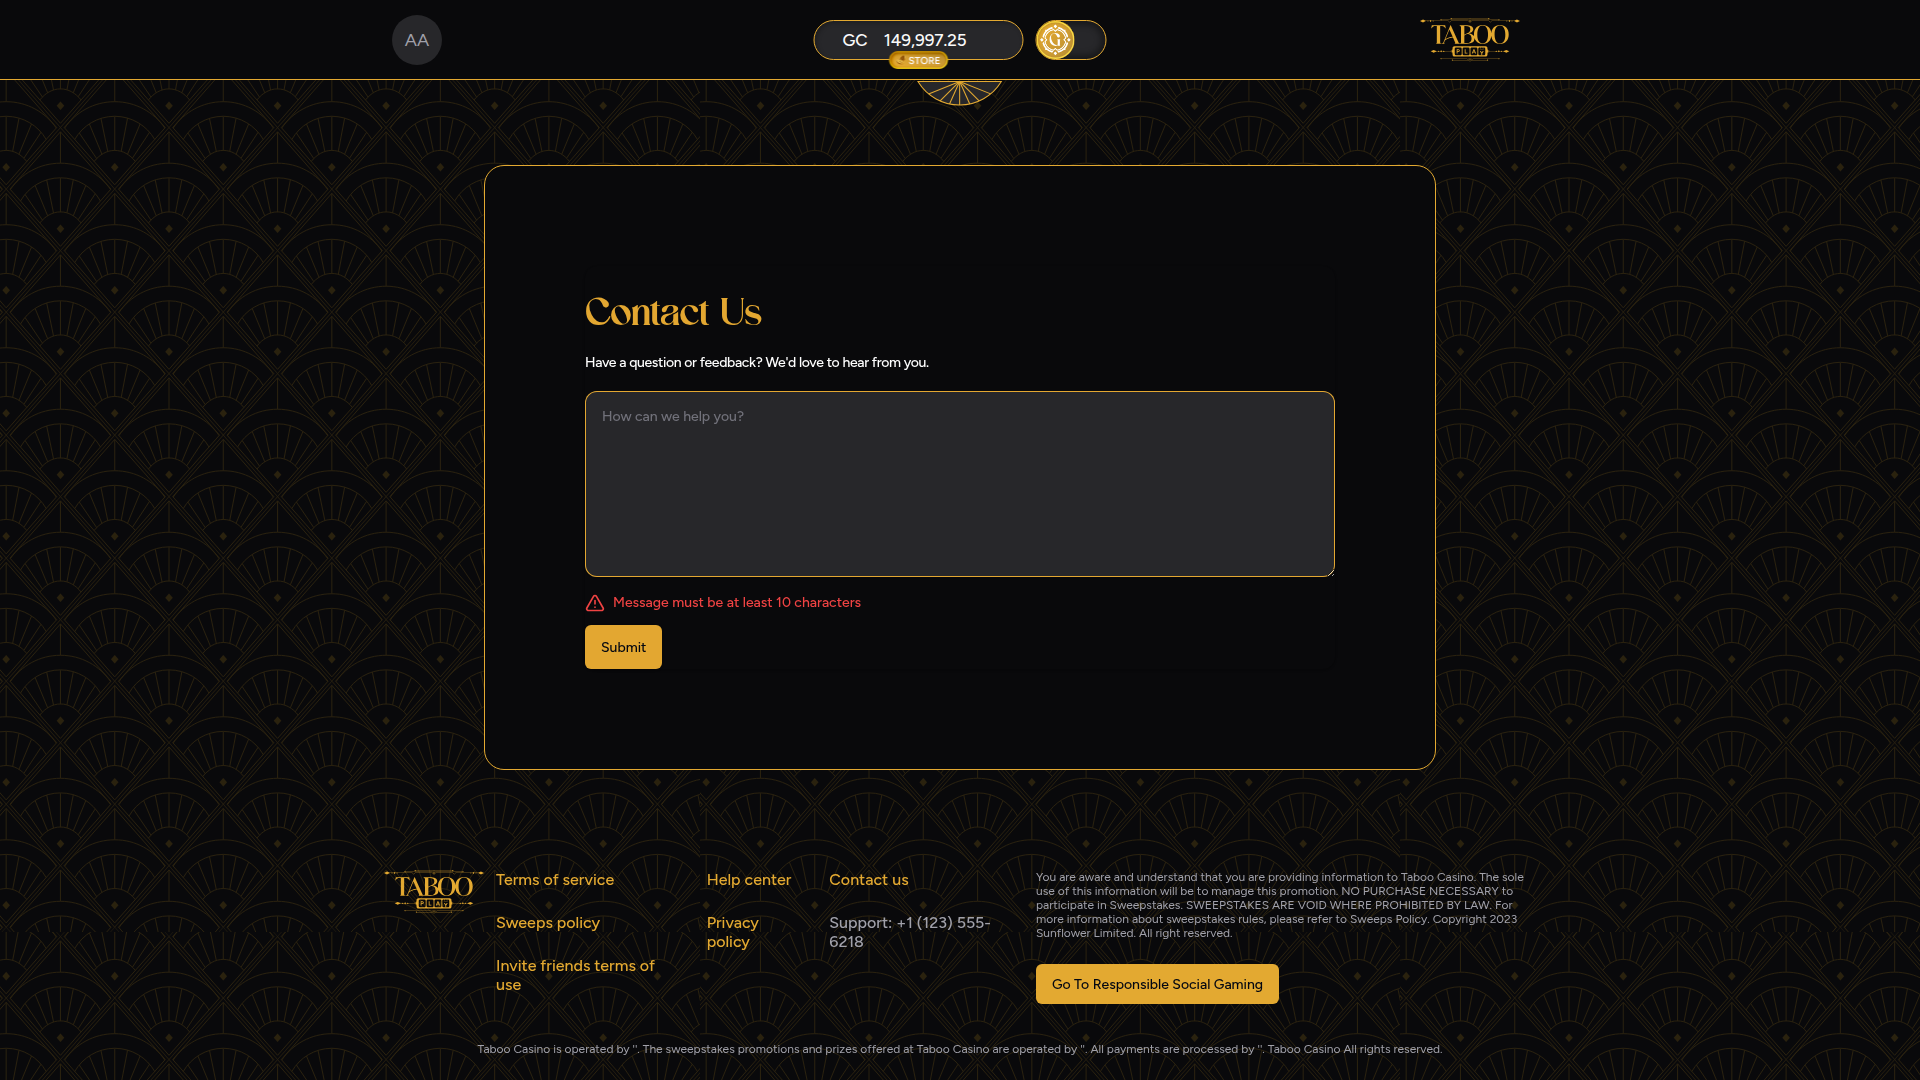 AA
GC 149,997.25
STORE
G
TABOO
PLAY
Contact Us
Have a question or feedback? We'd love to hear from you.
How can we help you?
Message must be at least 10 characters
Submit
TABOO
PLAY
Terms of service
Sweeps policy
Invite friends terms of
use
Help center
Privacy
policy
Contact us
Support: +1 (123) 555-
6218
You are aware and understand that you are providing information to Taboo Casino. The sole
use of this information will be to manage this promotion. NO PURCHASE NECESSARY to
participate in Sweepstakes. SWEEPSTAKES ARE VOID WHERE PROHIBITED BY LAW. For
more information about sweepstakes rules, please refer to Sweeps Policy. Copyright 2023
Sunflower Limited. All right reserved.
Go To Responsible Social Gaming
Taboo Casino is operated by ''. The sweepstakes promotions and prizes offered at Taboo Casino are operated by ''. All payments are processed by ''. Taboo Casino All rights reserved.